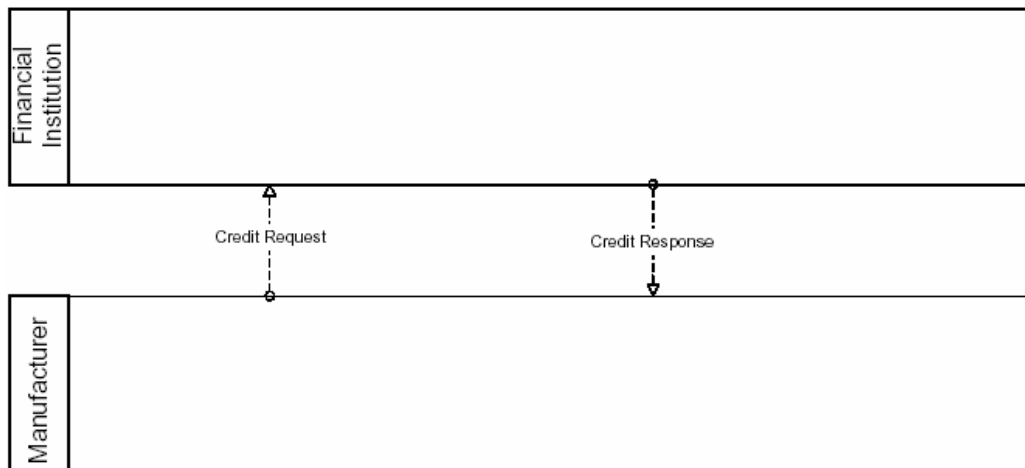 Financial
Institution
Credit Request
Credit Response
Manufacturer